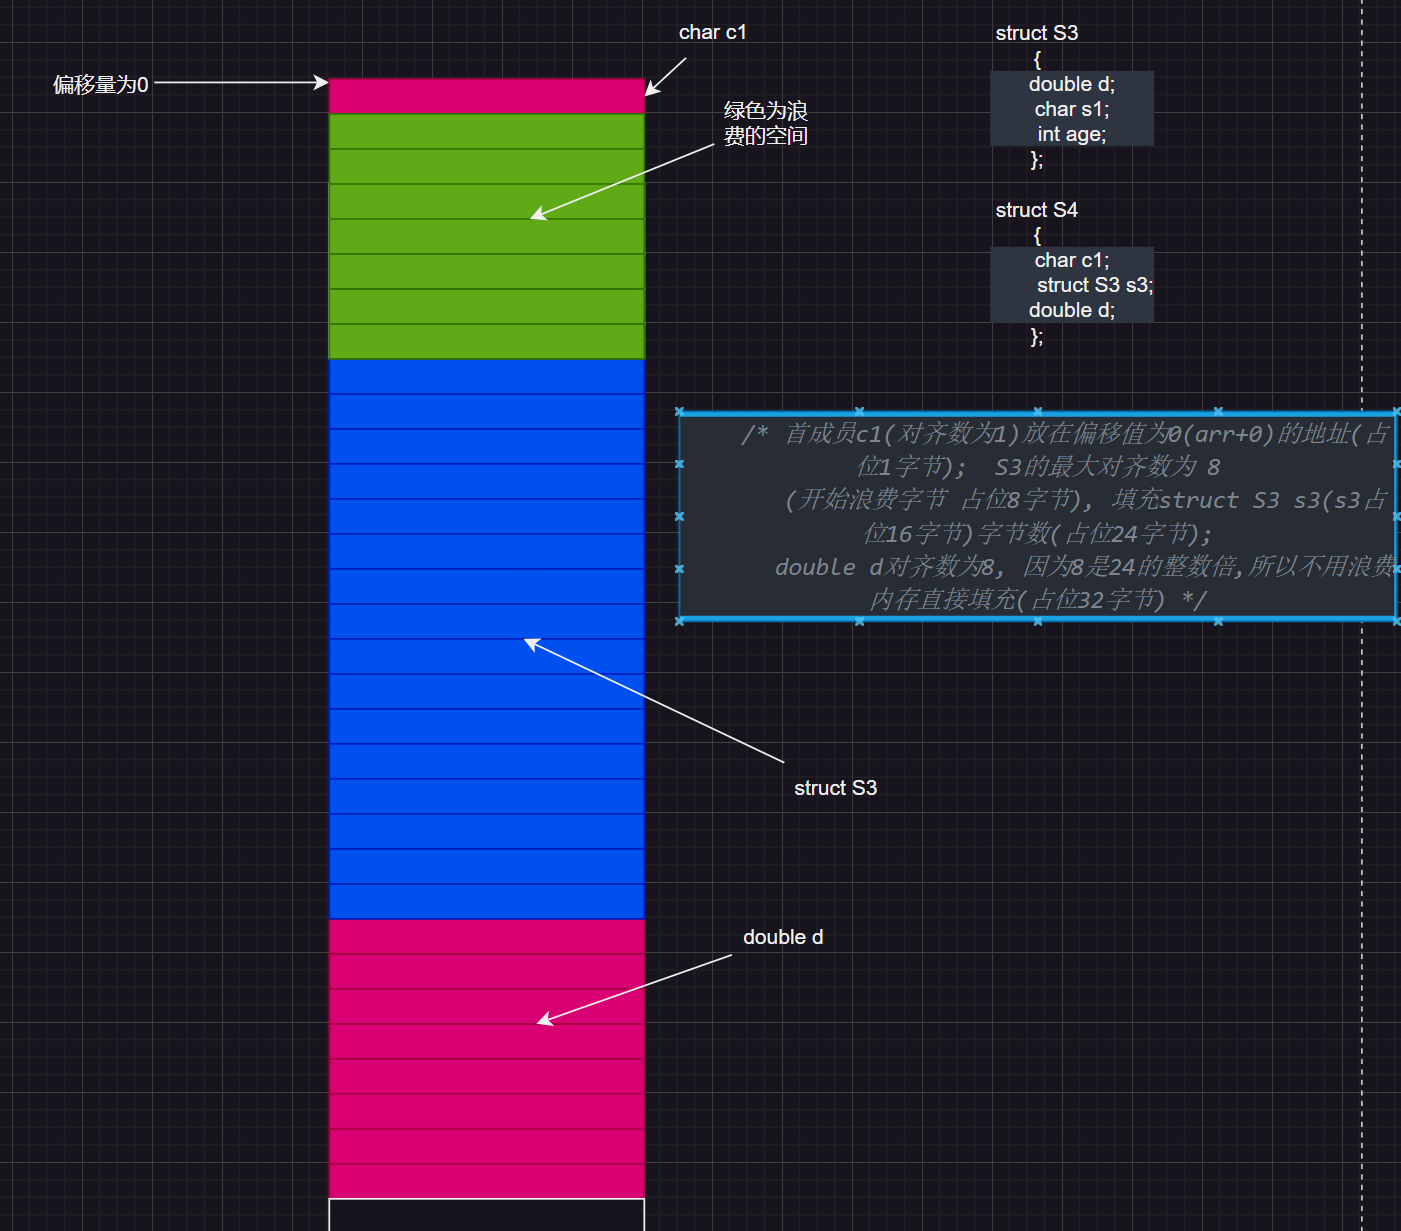 偏移量为0
char c1
绿色为浪
费的空间
struct S3
{
double d;
char s1;
int age;
};
struct S4
{
char c1;
struct S3 s3;
double d;
};
/* 首成员c1(对齐数为1)放在偏移值为0(arr+0)的地址(占
位1字节); S3的最大对齐数为 8
(开始浪费字节 占位8字节), 填充struct S3 s3(s3占
位16字节)字节数(占位24字节);
double d对齐数为8, 因为8是24的整数倍,所以不用浪费
内存直接填充(占位32字节) */
struct S3
double d